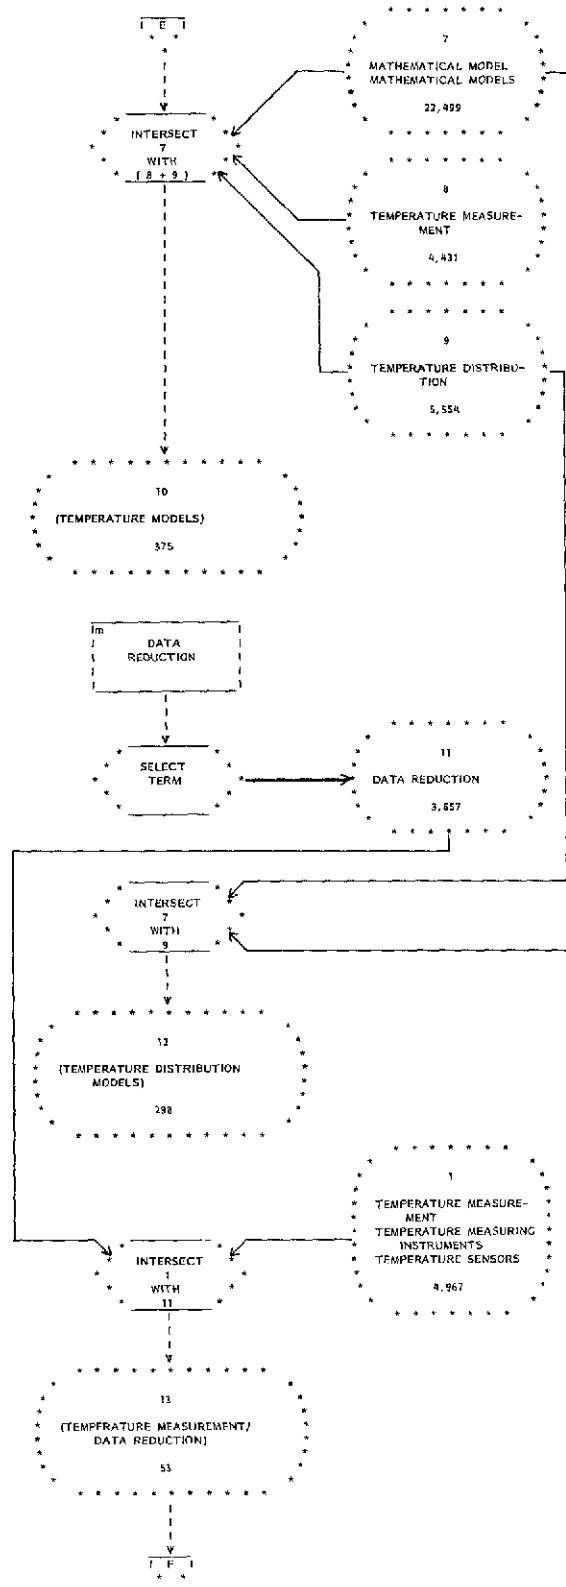 E
7
MATHEMATICAL MODEL
MATHEMATICAL MODELS
22,499
INTERSECT
7
WITH
( 8 + 9 )
8
TEMPERATURE MEASURE-
MENT
4,431
9
TEMPERATURE DISTRIBU-
TION
5,554
10
(TEMPERATURE MODELS)
375
m
DATA
REDUCTION
SELECT
TERM
11
DATA REDUCTION
3,657
INTERSECT
7
WITH
9
12
(TEMPERATURE DISTRIBUTION
MODELS)
298
1
TEMPERATURE MEASURE-
MENT
TEMPERATURE MEASURING
INSTRUMENTS
TEMPERATURE SENSORS
4,967
INTERSECT
1
WITH
11
13
(TEMPERATURE MEASUREMENT/
DATA REDUCTION)
53
F